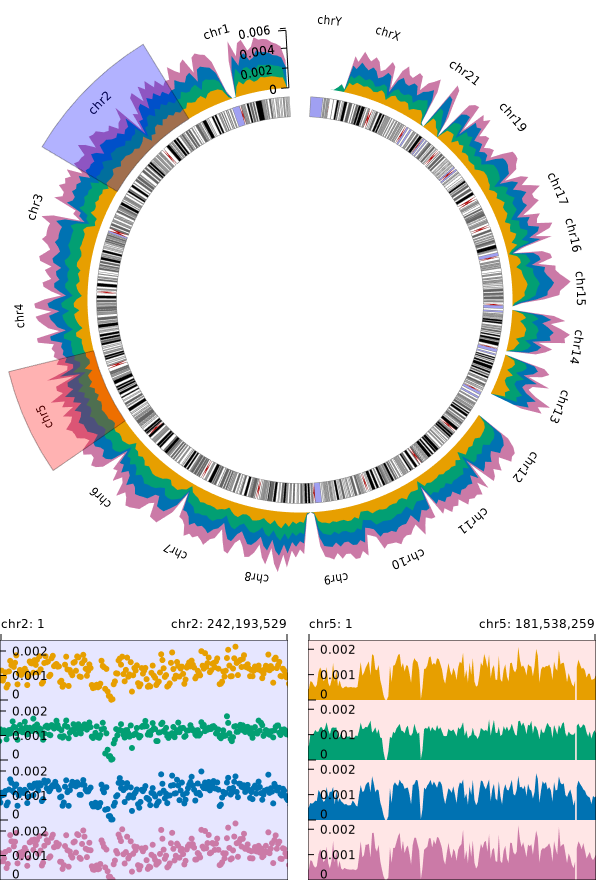 chrY
chrX
chr21
chr19
chr17
chr16
chr15
chr14
chr13
chr12
chr11
chr10
chr9
chr8
chr7
chr6
chr5
chr4
chr3
chr2
chr1
0.006
0.004
0.002
0
chr2: 1 chr2: 242,193,529
0.002
0.001
0
0.002
0.001
0
0.002
0.001
0
0.002
0.001
0
chr5: 1 chr5: 181,538,259
0.002
0.001
0
0.002
0.001
0
0.002
0.001
0
0.002
0.001
0